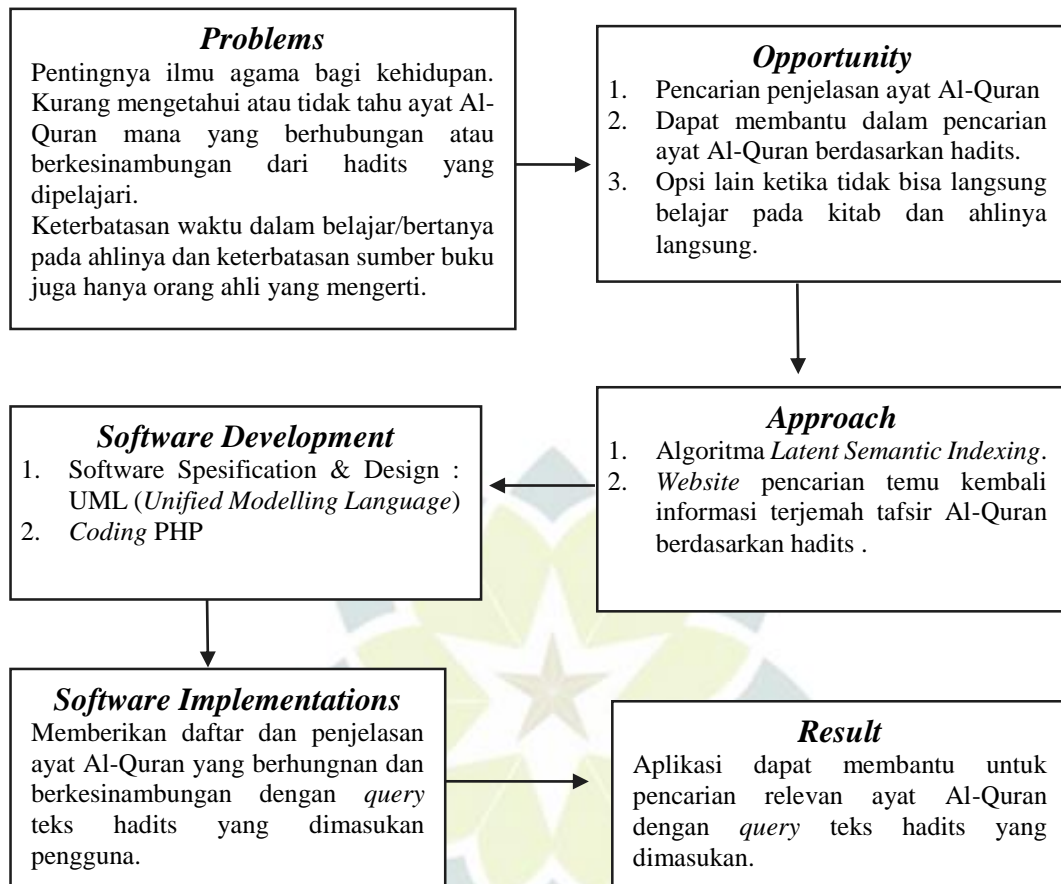 Problems
Pentingnya ilmu agama bagi kehidupan.
Kurang mengetahui atau tidak tahu ayat Al-
Quran mana yang berhubungan atau
berkesinambungan dari hadits yang
dipelajari.
Keterbatasan waktu dalam belajar/bertanya
pada ahlinya dan keterbatasan sumber buku
juga hanya orang ahli yang mengerti.
Opportunity
1. Pencarian penjelasan ayat Al-Quran
2. Dapat membantu dalam pencarian
ayat Al-Quran berdasarkan hadits.
3. Opsi lain ketika tidak bisa langsung
belajar pada kitab dan ahlinya
langsung.
Approach
1. Algoritma Latent Semantic Indexing.
2. Website pencarian temu kembali
informasi terjemah tafsir Al-Quran
berdasarkan hadits .
Software Development
1. Software Spesification & Design :
UML (Unified Modelling Language)
2. Coding PHP
Software Implementations
Memberikan daftar dan penjelasan
ayat Al-Quran yang berhungnan dan
berkesinambungan dengan query
teks hadits yang dimasukan
pengguna.
Result
Aplikasi dapat membantu untuk
pencarian relevan ayat Al-Quran
dengan query teks hadits yang
dimasukan.